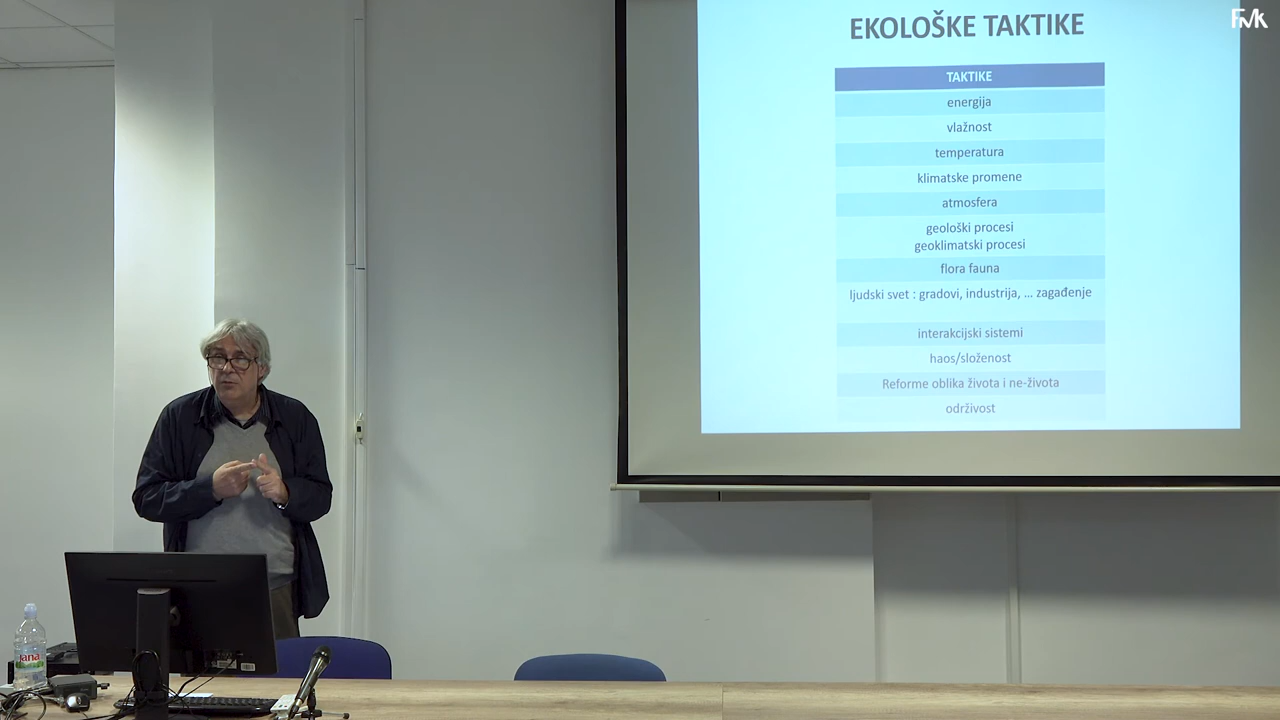 FMK
EKOLOŠKE TAKTIKE
TAKTIKE
energija
vlažnost
temperatura
klimatske promene
atmosfera
geološki procesi
geoklimatski procesi
flora fauna
ljudski svet : gradovi, industrija, ... zagađenje
interakcijski sistemi
haos/složenost
Reforme oblika života i ne-života
održivost
jana